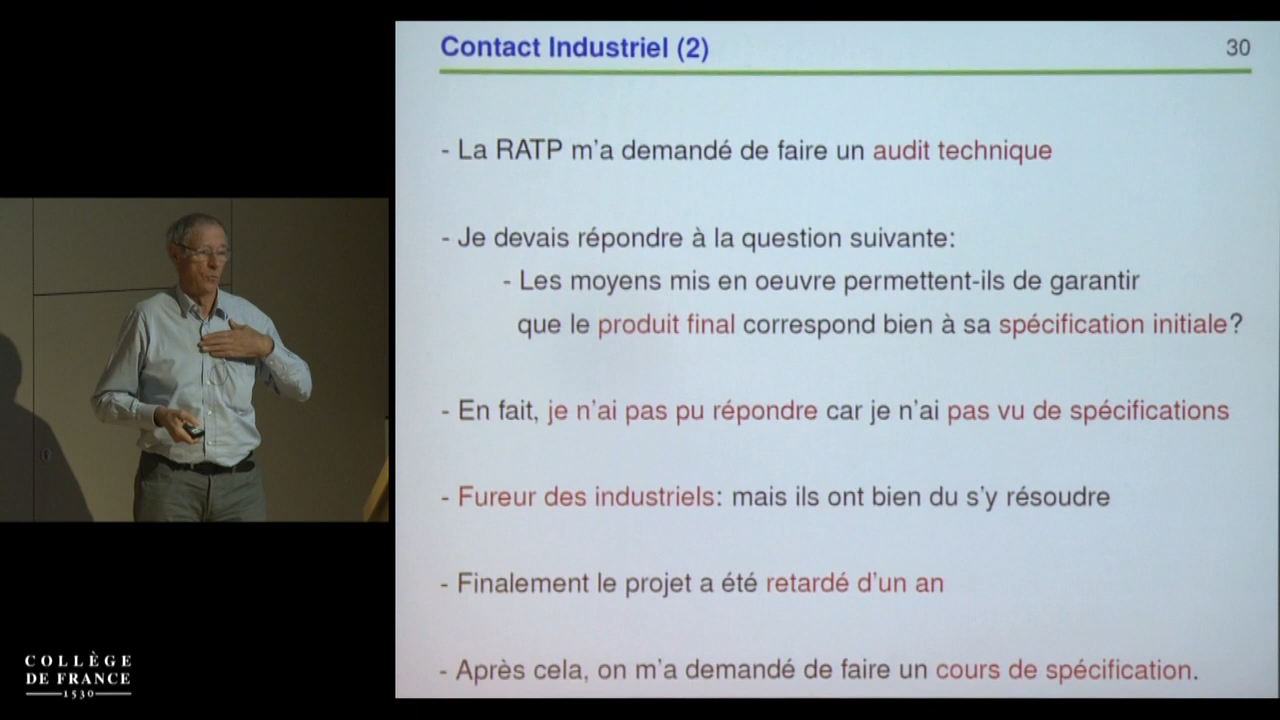 Contact Industriel (2)
30
- La RATP m'a demandé de faire un audit technique
- Je devais répondre à la question suivante:
- Les moyens mis en oeuvre permettent-ils de garantir
que le produit final correspond bien à sa spécification initiale?
- En fait, je n'ai pas pu répondre car je n'ai pas vu de spécifications
- Fureur des industriels: mais ils ont bien du s'y résoudre
- Finalement le projet a été retardé d'un an
- Après cela, on m'a demandé de faire un cours de spécification.
COLLÈGE
DE FRANCE
1530